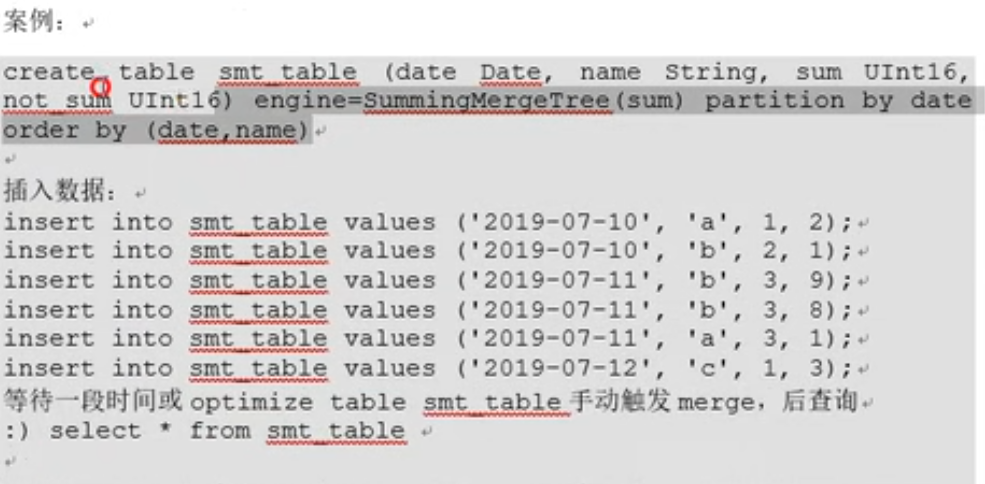 案例：
create table smt_table (date Date, name String, sum UInt16,
not_sum UInt16) engine=SummingMergeTree(sum) partition by date
order by (date,name)
插入数据：
insert into smt_table values ('2019-07-10', 'a', 1, 2);
insert into smt_table values ('2019-07-10', 'b', 2, 1);
insert into smt_table values ('2019-07-11', 'b', 3, 9);
insert into smt_table values ('2019-07-11', 'b', 3, 8);
insert into smt_table values ('2019-07-11', 'a', 3, 1);
insert into smt_table values ('2019-07-12', 'c', 1, 3);
等待一段时间或 optimize table smt_table 手动触发 merge，后查询
:) select * from smt_table